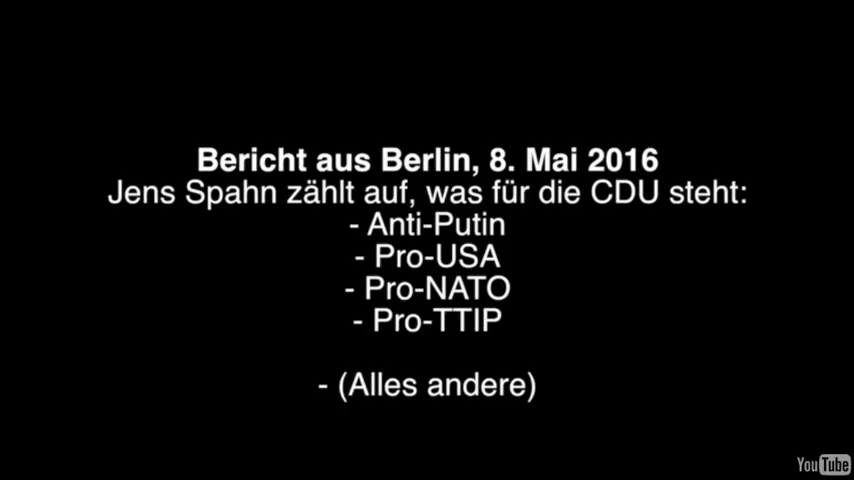 Bericht aus Berlin, 8. Mai 2016
Jens Spahn zählt auf, was für die CDU steht:
- Anti-Putin
- Pro-USA
- Pro-NATO
- Pro-TTIP
- (Alles andere)
YouTube